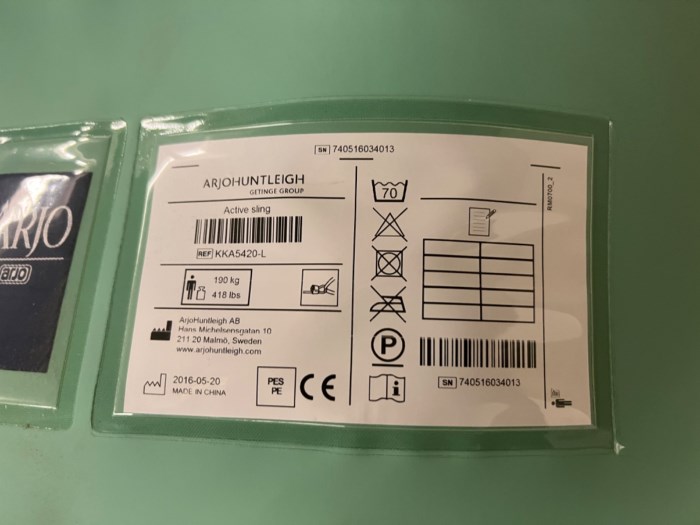 ARJO
arjo
SN 740516034013
ARJOHUNTLEIGH
GETINGE GROUP
Active sling
REF KKA5420-L
190 kg
418 lbs
ArjoHuntleigh AB
Hans Michelsensgatan 10
211 20 Malmö, Sweden
www.arjohuntleigh.com
2016-05-20
MADE IN CHINA
PES
PE
CE
70
P
i
SN 740516034013
RM0700_2